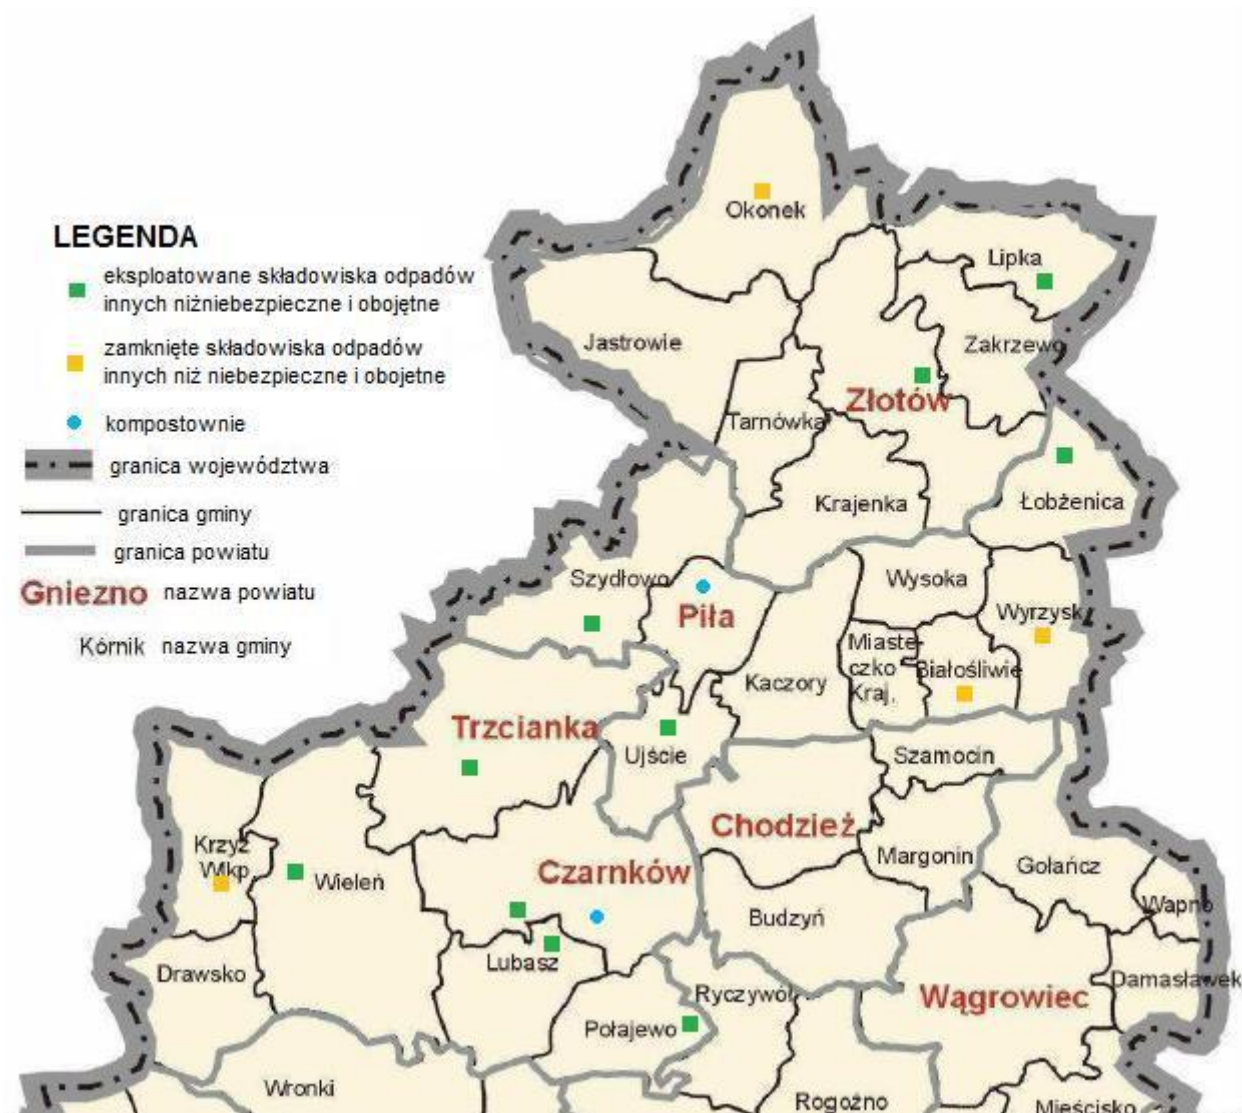 Okonek
LEGENDA
eksploatowane składowiska odpadów
innych niżniebezpieczne i obojętne
Lipka
zamknięte składowiska odpadów
innych niż niebezpieczne i obojetne
Jastrowie
Zakrzewo
Złotów
kompostownie
Tarnówka
granica województwa
Krajenka
Łobżenica
granica gminy
granica powiatu
Szydłowo
Wysoka
Gniezno nazwa powiatu
Piła
Wyrzysk
Kórnik nazwa gminy
Miaste-
czko
Kraj.
Białośliwie
Kaczory
Trzcianka
Ujście
Szamocin
Chodzież
Krzyż
Wlkp
Wieleń
Czarnków
Margonin
Gołańcz
Budzyń
Wapno
Drawsko
Lubasz
Damasławek
Ryczywół
Wągrowiec
Połajewo
Wronki
Rogoźno
Mieścisko